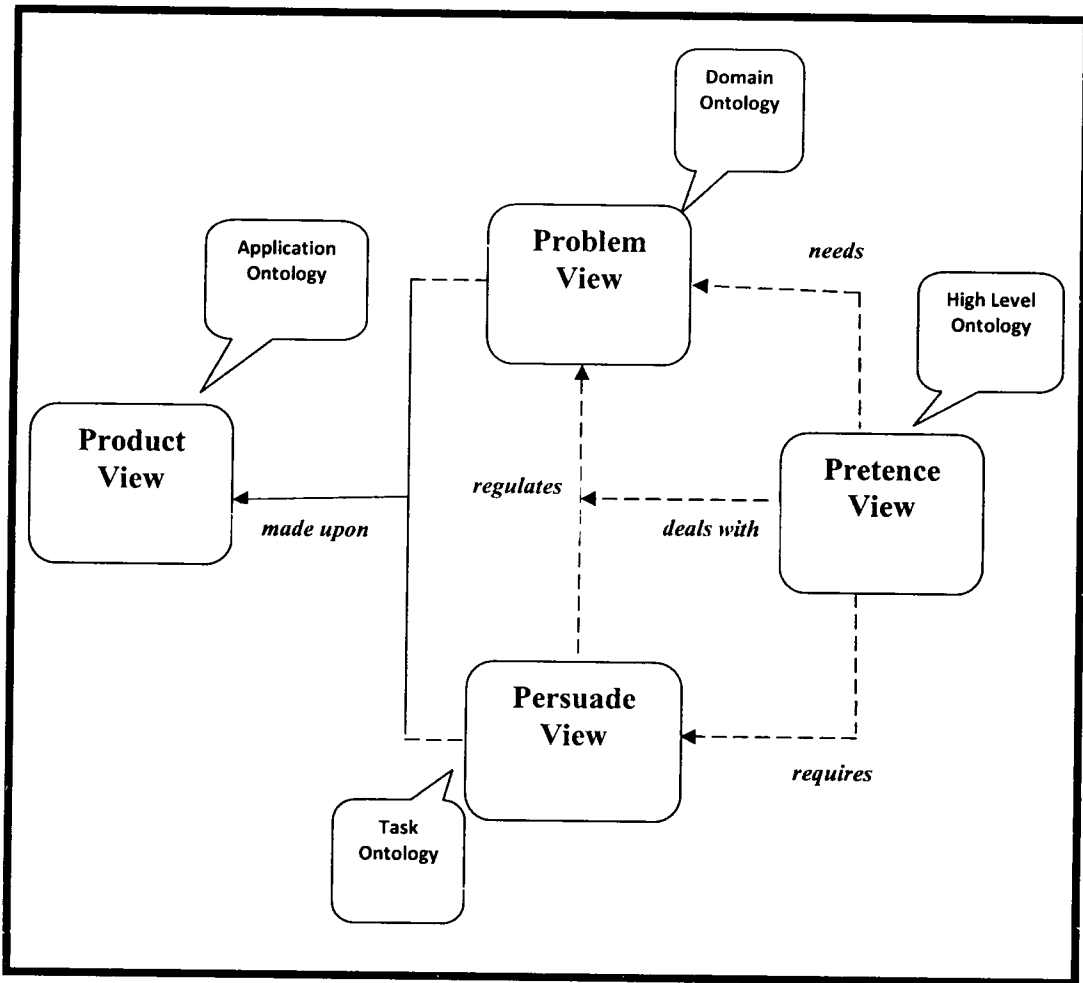 Domain
Ontology
Problem
View
needs
Application
Ontology
High Level
Ontology
Product
View
Pretence
View
regulates
made upon
deals with
Persuade
View
requires
Task
Ontology